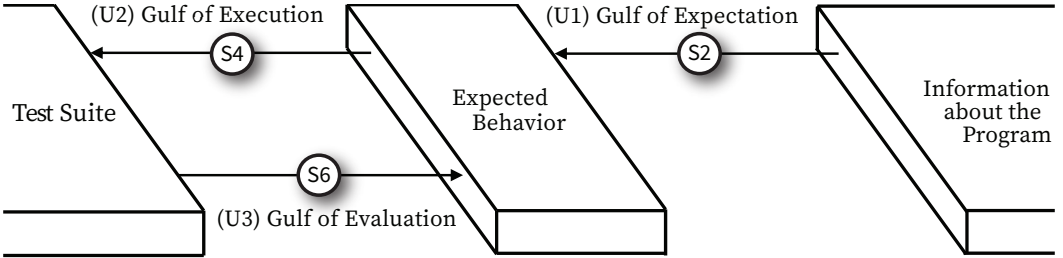 (U2) Gulf of Execution
(U1) Gulf of Expectation
S4
S2
Test Suite
Expected
Behavior
Information
about the
Program
S6
(U3) Gulf of Evaluation